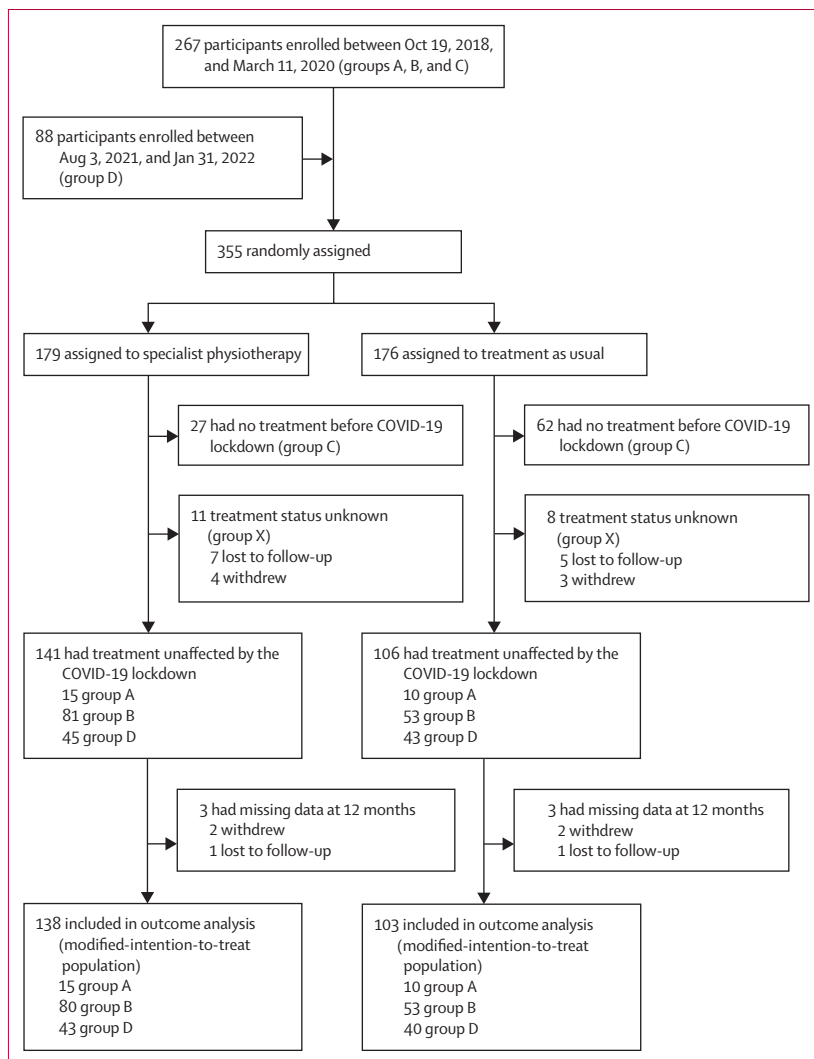 267 participants enrolled between Oct 19, 2018,
and March 11, 2020 (groups A, B, and C)
88 participants enrolled between
Aug 3, 2021, and Jan 31, 2022
(group D)
355 randomly assigned
179 assigned to specialist physiotherapy
176 assigned to treatment as usual
27 had no treatment before COVID-19
lockdown (group C)
62 had no treatment before COVID-19
lockdown (group C)
11 treatment status unknown
(group X)
7 lost to follow-up
4 withdrew
8 treatment status unknown
(group X)
5 lost to follow-up
3 withdrew
141 had treatment unaffected by the
COVID-19 lockdown
15 group A
81 group B
45 group D
106 had treatment unaffected by the
COVID-19 lockdown
10 group A
53 group B
43 group D
3 had missing data at 12 months
2 withdrew
1 lost to follow-up
3 had missing data at 12 months
2 withdrew
1 lost to follow-up
138 included in outcome analysis
(modified-intention-to-treat
population)
15 group A
80 group B
43 group D
103 included in outcome analysis
(modified-intention-to-treat
population)
10 group A
53 group B
40 group D